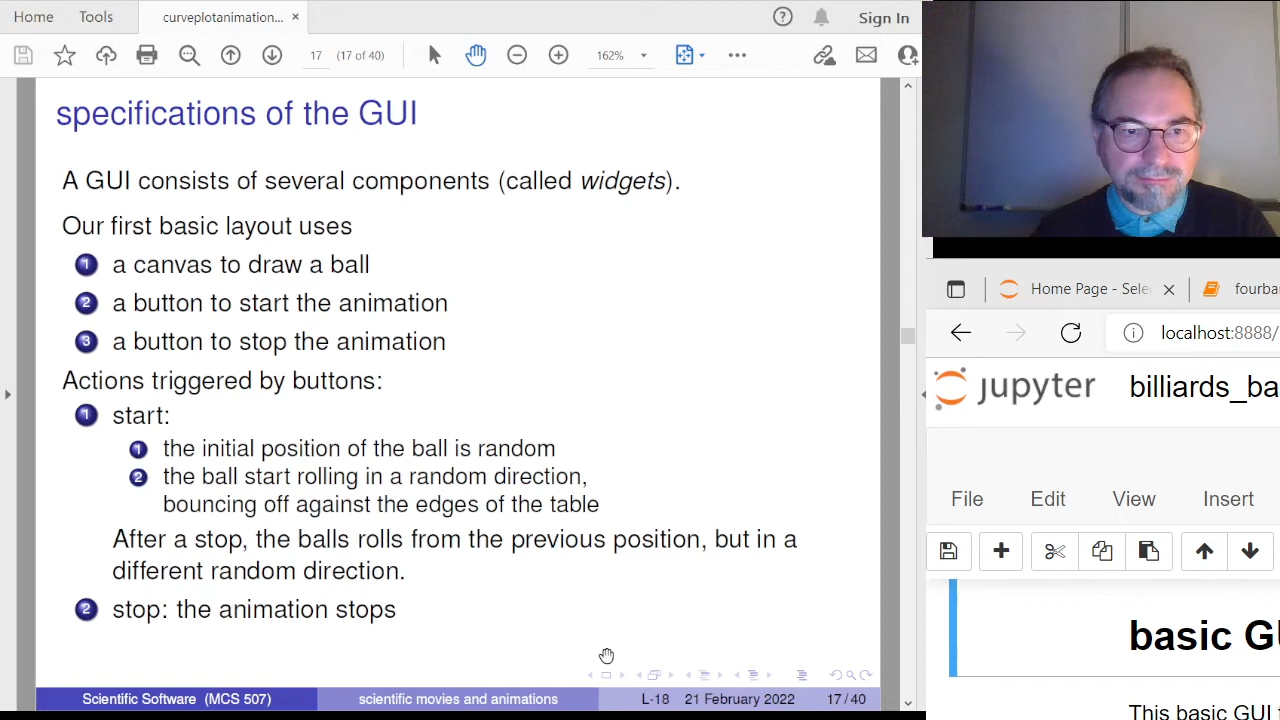 Home
Tools
curveplotanimation...
Sign In
17
(17 of 40)
162%
specifications of the GUI
A GUI consists of several components (called widgets).
Our first basic layout uses
1 a canvas to draw a ball
2 a button to start the animation
3 a button to stop the animation
Actions triggered by buttons:
1 start:
1 the initial position of the ball is random
2 the ball start rolling in a random direction,
bouncing off against the edges of the table
After a stop, the balls rolls from the previous position, but in a
different random direction.
2 stop: the animation stops
Scientific Software (MCS 507)
scientific movies and animations
L-18 21 February 2022
17 / 40
Home Page - Sele
fourba
localhost:8888/
jupyter
billiards_ba
File
Edit
View
Insert
basic GU
This basic GUI